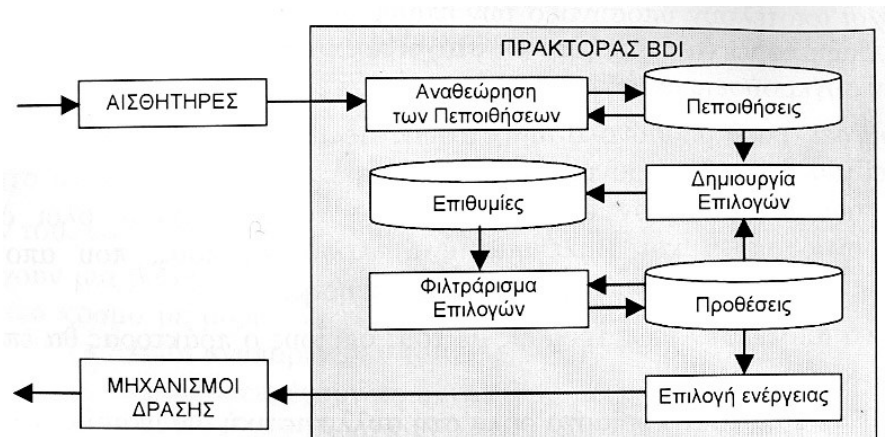 ΠΡΑΚΤΟΡΑΣ BDI
ΑΙΣΘΗΤΗΡΕΣ
Αναθεώρηση
των Πεποιθήσεων
Πεποιθήσεις
Επιθυμίες
Δημιουργία
Επιλογών
Φιλτράρισμα
Επιλογών
Προθέσεις
ΜΗΧΑΝΙΣΜΟΙ
ΔΡΑΣΗΣ
Επιλογή ενέργειας